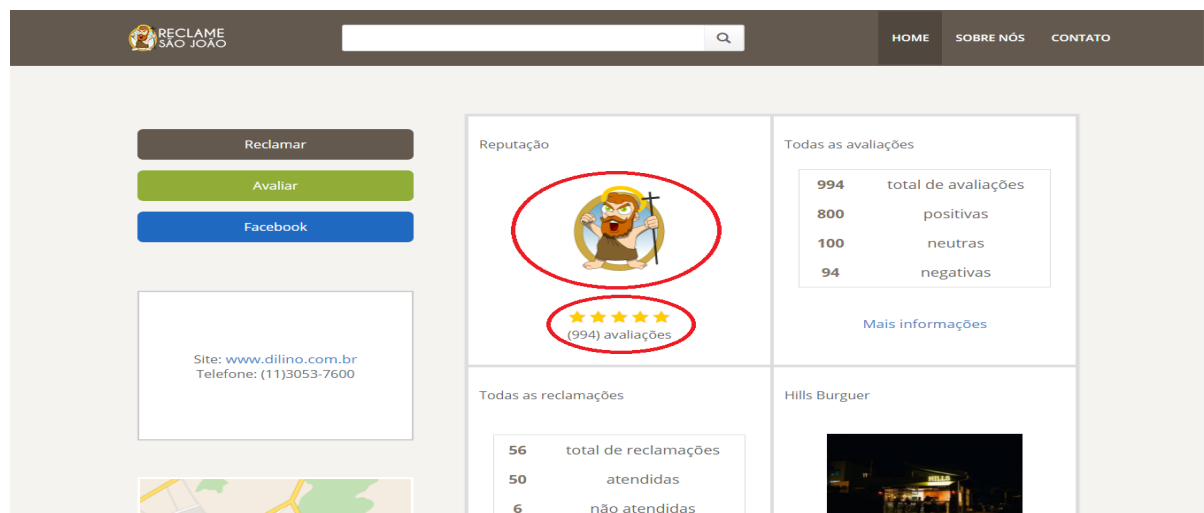 RECLAME
SÃO JOÃO
HOME SOBRE NÓS CONTATO
Reclamar
Avaliar
Facebook
Site: www.dilino.com.br
Telefone: (11)3053-7600
Reputação
(994) avaliações
Todas as avaliações
994 total de avaliações
800 positivas
100 neutras
94 negativas
Mais informações
Todas as reclamações
56 total de reclamações
50 atendidas
6 não atendidas
Hills Burguer
HILLS